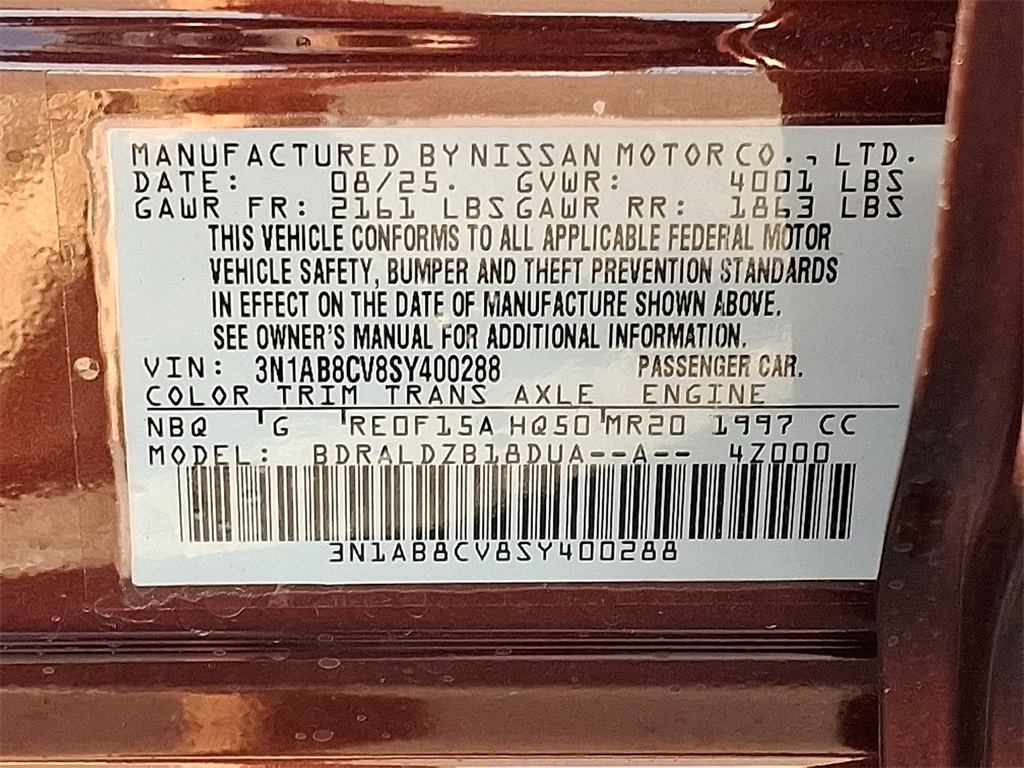 MANUFACTURED BY NISSAN MOTOR CO., LTD.
DATE: 08/25. GVWR: 4001 LBS
GAWR FR: 2161 LBS GAWR RR: 1863 LBS
THIS VEHICLE CONFORMS TO ALL APPLICABLE FEDERAL MOTOR
VEHICLE SAFETY, BUMPER AND THEFT PREVENTION STANDARDS
IN EFFECT ON THE DATE OF MANUFACTURE SHOWN ABOVE.
SEE OWNER'S MANUAL FOR ADDITIONAL INFORMATION.
VIN: 3N1AB8CV8SY400288 PASSENGER CAR.
COLOR TRIM TRANS AXLE ENGINE
NBQ G RE0F15A HQ50 MR20 1997 CC
MODEL: BDRALDZB18DUA--A-- 4Z000
3N1AB8CV8SY400288